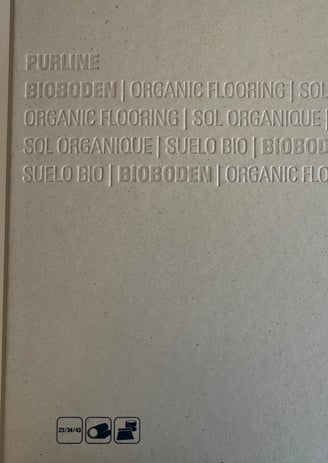 PURLINE
BIOBODEN | ORGANIC FLOORING | SOL
ORGANIC FLOORING | SOL ORGANIQUE |
SOL ORGANIQUE | SUELO BIO | BIOBOD
SUELO BIO | BIOBODEN | ORGANIC FLO
23/34/43